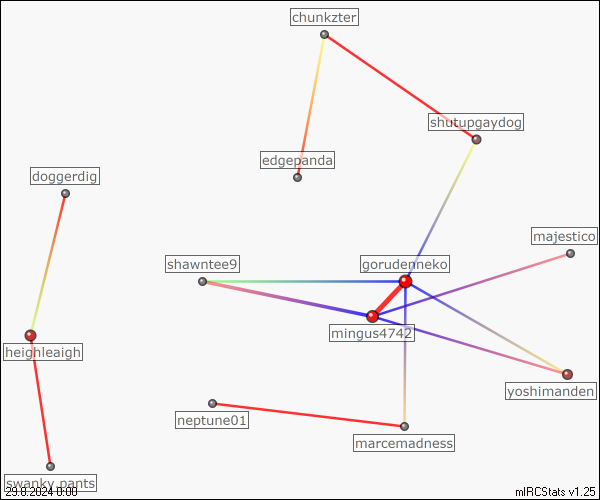 chunkzter
shutupgaydog
edgepanda
doggerdig
majestico
shawntee9
gorudenneko
mingus4742
heighleaigh
yoshimanden
neptune01
marcemadness
swanky.pants
29.8.2024 0:00
mIRCStats v1.25